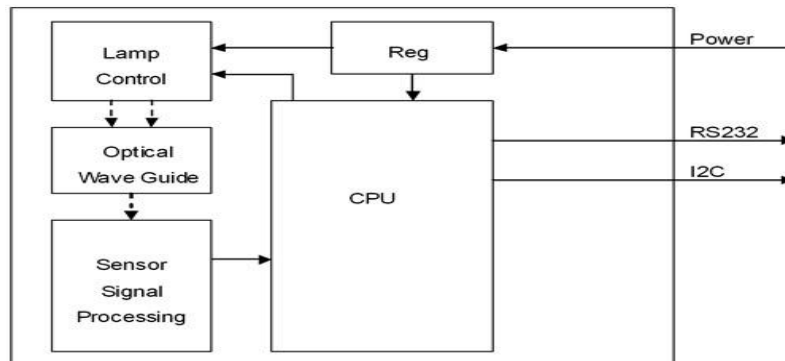 Lamp
Control
Reg
Power
Optical
Wave Guide
CPU
RS232
I2C
Sensor
Signal
Processing